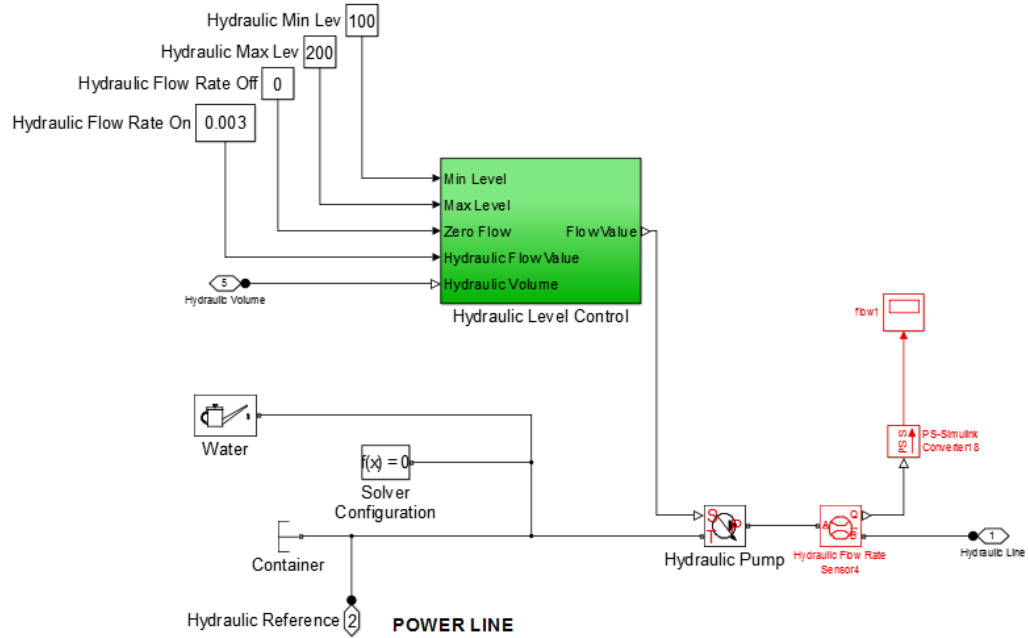 Hydraulic Min Lev 100
Hydraulic Max Lev 200
Hydraulic Flow Rate Off 0
Hydraulic Flow Rate On 0.003
Min Level
Max Level
Zero Flow FlowValue
Hydraulic Flow Value
5 Hydraulic Volume
Hydraulic Volume
Hydraulic Level Control
flow1
Water
PS S
PS-Simulink
Converter18
f(x) = 0
Solver
Configuration
S P
T
A Q
B
1
Container
Hydraulic Pump
Hydraulic Flow Rate
Sensor4
Hydraulic Line
Hydraulic Reference 2
POWER LINE